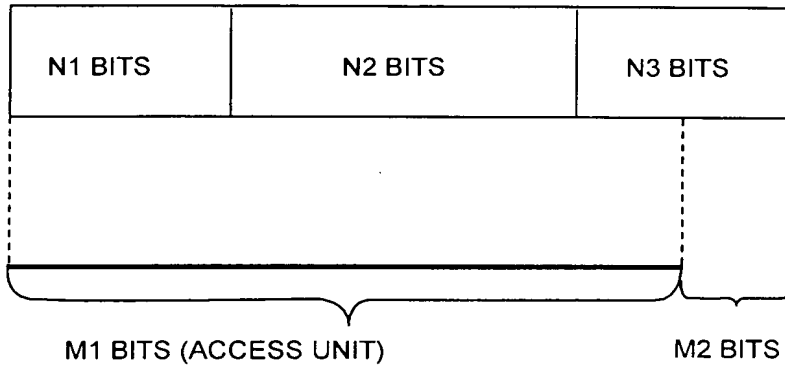 N1 BITS N2 BITS N3 BITS
M1 BITS (ACCESS UNIT) M2 BITS